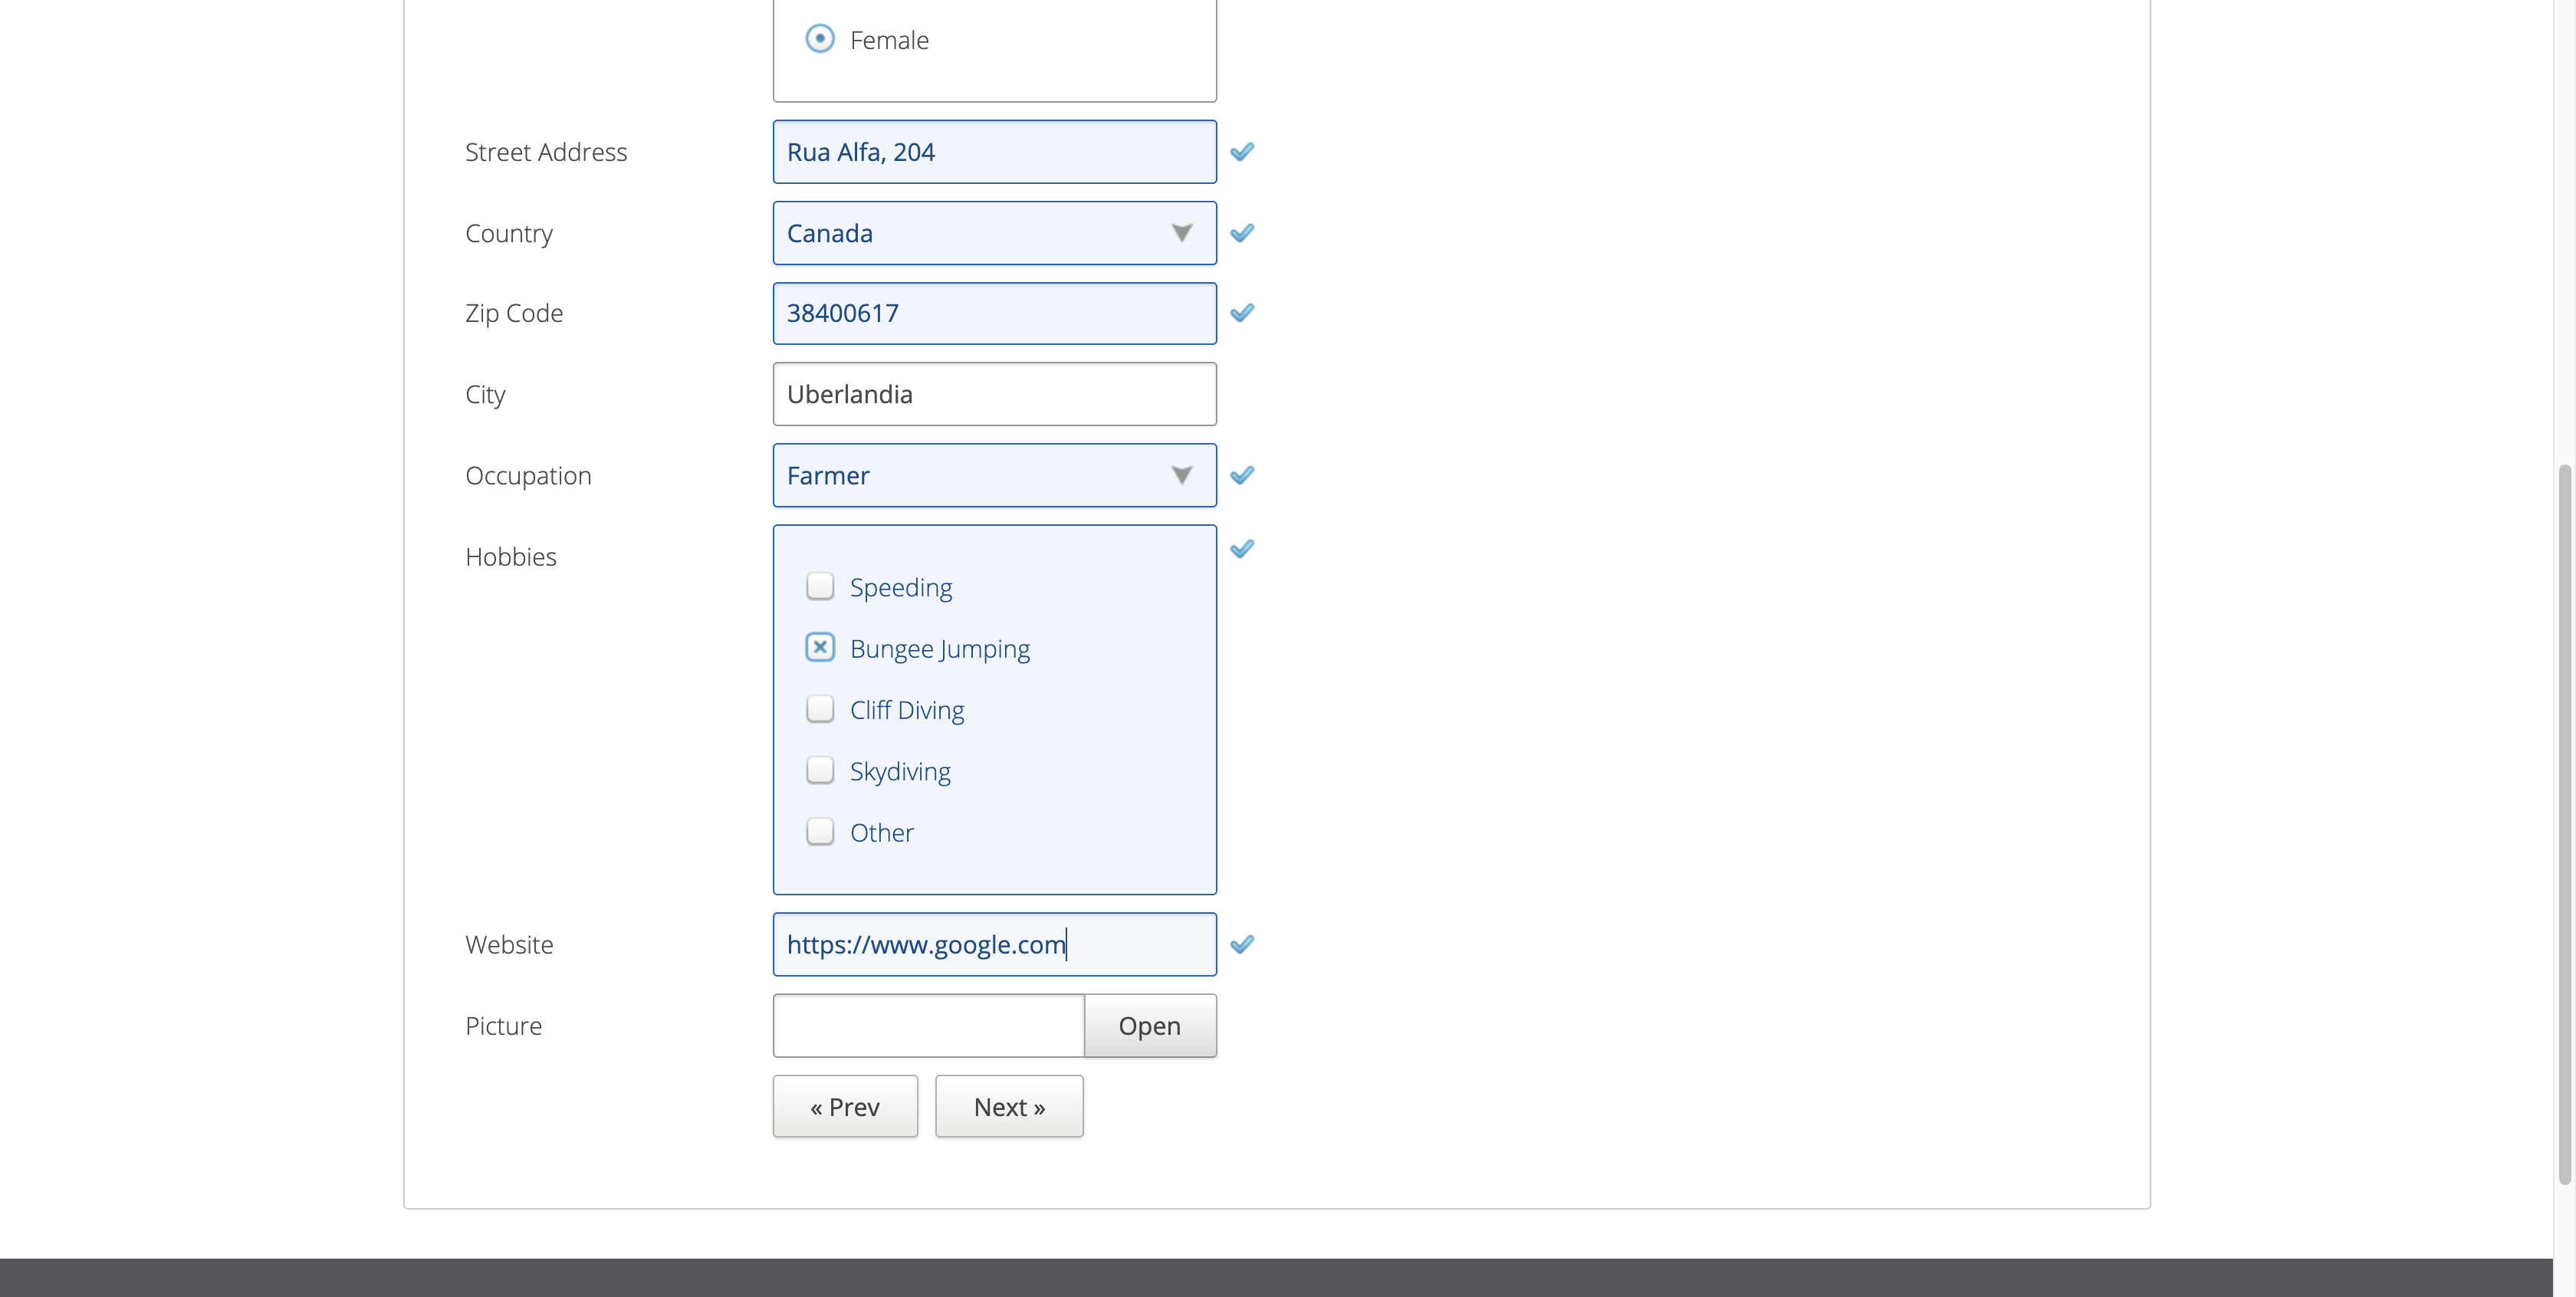 Female
Street Address
Rua Alfa, 204
Country
Canada
Zip Code
38400617
City
Uberlandia
Occupation
Farmer
Hobbies
Speeding
Bungee Jumping
Cliff Diving
Skydiving
Other
Website
https://www.google.com
Picture
Open
« Prev
Next »